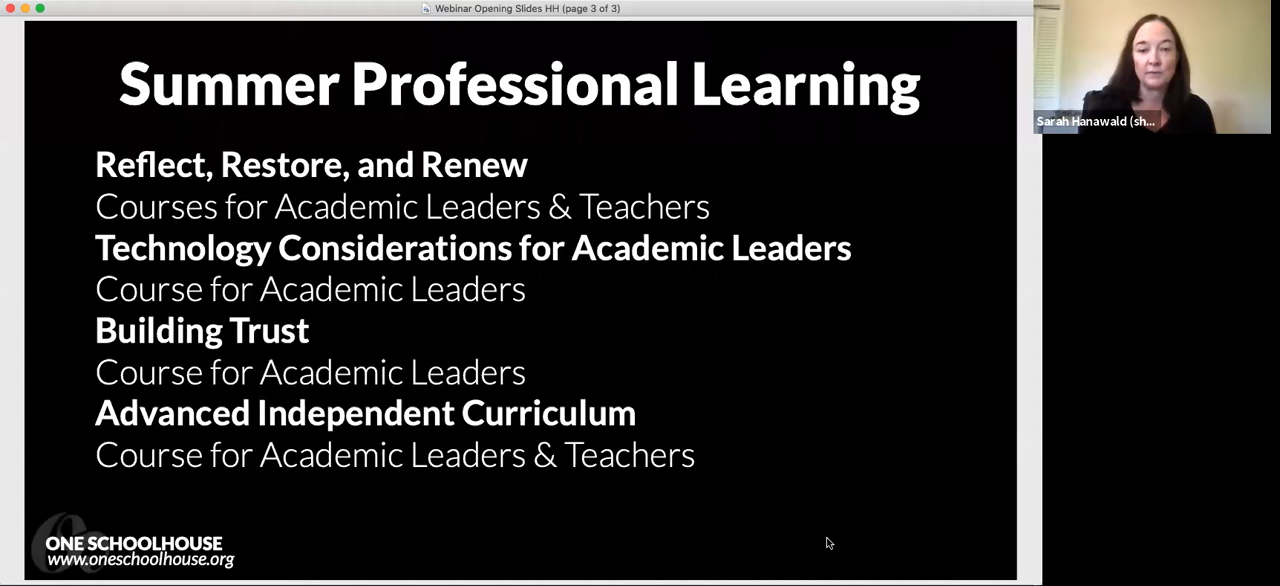 Webinar Opening Slides HH (page 3 of 3)
Summer Professional Learning
Reflect, Restore, and Renew
Courses for Academic Leaders & Teachers
Technology Considerations for Academic Leaders
Course for Academic Leaders
Building Trust
Course for Academic Leaders
Advanced Independent Curriculum
Course for Academic Leaders & Teachers
ONE SCHOOLHOUSE
www.oneschoolhouse.org
Sarah Hanawald (sh...